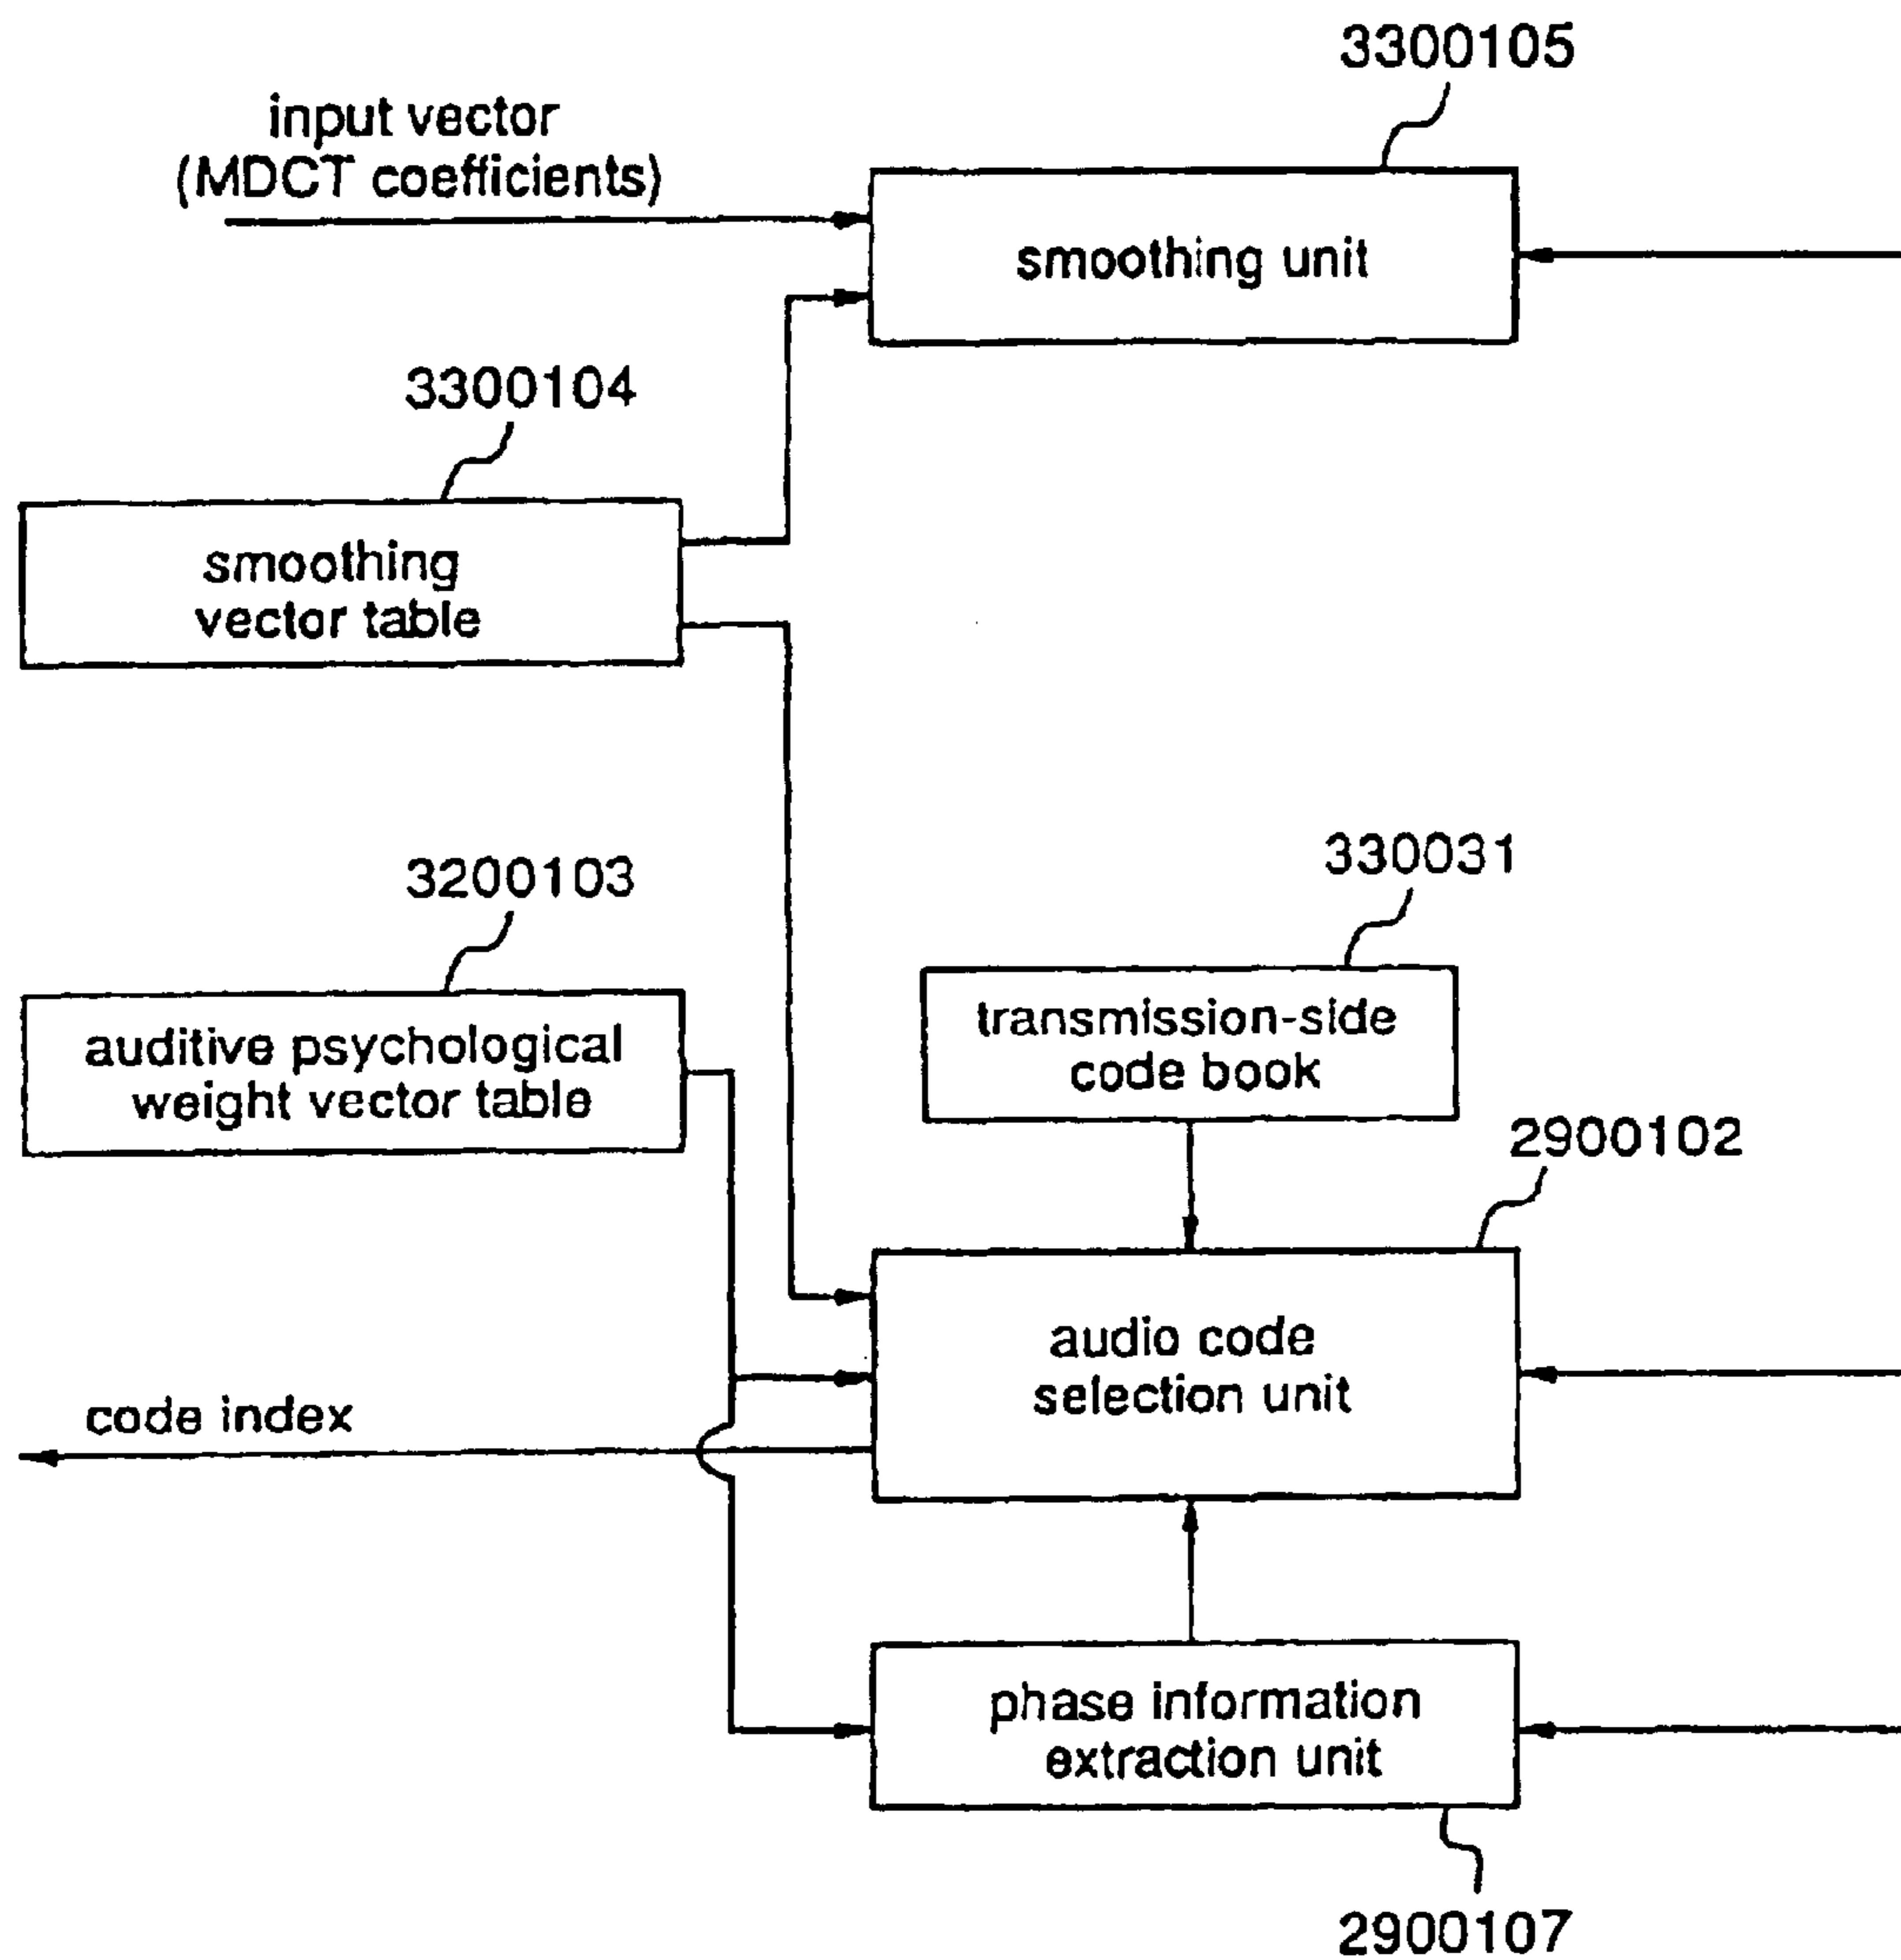 3300105
input vector
(MDCT coefficients)
smoothing unit
3300104
smoothing
vector table
3200103
330031
auditive psychological
weight vector table
transmission-side
code book
2900102
audio code
selection unit
code index
phase information
extraction unit
2900107